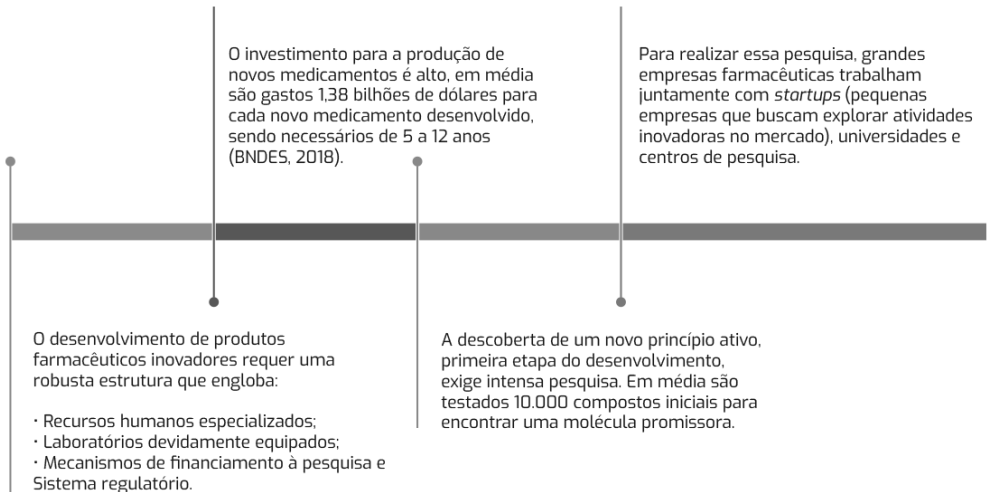 O investimento para a produção de
novos medicamentos é alto, em média
são gastos 1,38 bilhões de dólares para
cada novo medicamento desenvolvido,
sendo necessários de 5 a 12 anos
(BNDES, 2018).
Para realizar essa pesquisa, grandes
empresas farmacêuticas trabalham
juntamente com startups (pequenas
empresas que buscam explorar atividades
inovadoras no mercado), universidades e
centros de pesquisa.
O desenvolvimento de produtos
farmacêuticos inovadores requer uma
robusta estrutura que engloba:
· Recursos humanos especializados;
· Laboratórios devidamente equipados;
· Mecanismos de financiamento à pesquisa e
Sistema regulatório.
A descoberta de um novo princípio ativo,
primeira etapa do desenvolvimento,
exige intensa pesquisa. Em média são
testados 10.000 compostos iniciais para
encontrar uma molécula promissora.